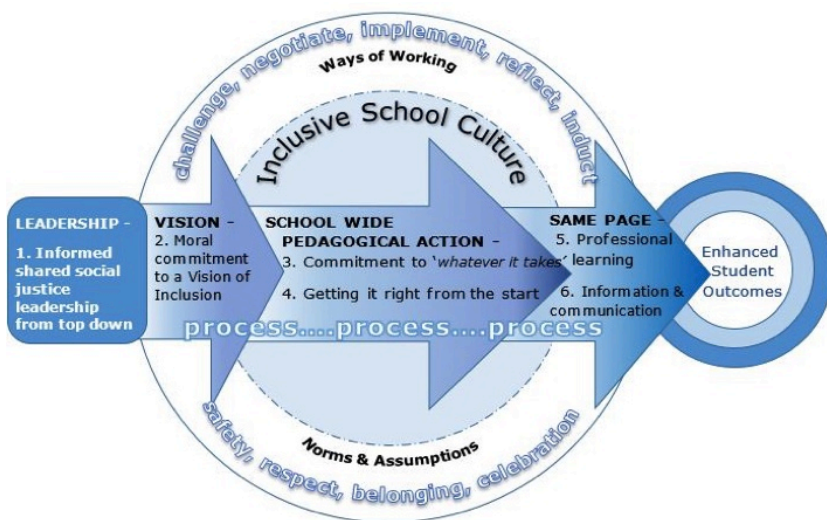 challenge, negotiate, implement, reflect, induct
Ways of Working
Inclusive School Culture
LEADERSHIP -
1. Informed
shared social
justice
leadership
from top down
VISION -
2. Moral
commitment
to a Vision of
Inclusion
SCHOOL WIDE
PEDAGOGICAL ACTION -
3. Commitment to 'whatever it takes'
4. Getting it right from the start
SAME PAGE -
5. Professional
learning
6. Information &
communication
Enhanced
Student
Outcomes
process....process....process
Norms & Assumptions
safety, respect, belonging, celebration